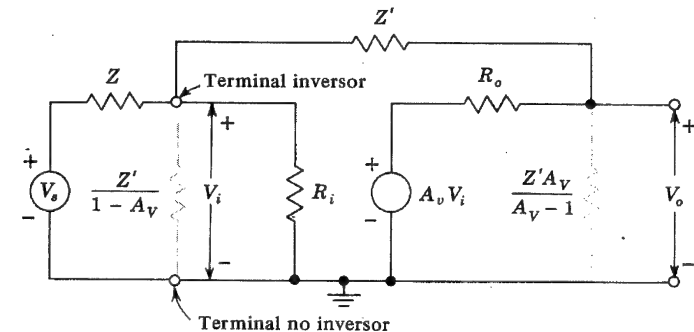 Z'
Z
Terminal inversor
R_o
+
+
+
+
V_s
Z' / (1 − A_V)
V_i
R_i
A_v V_i
Z' A_V / (A_V − 1)
V_o
−
−
−
−
Terminal no inversor